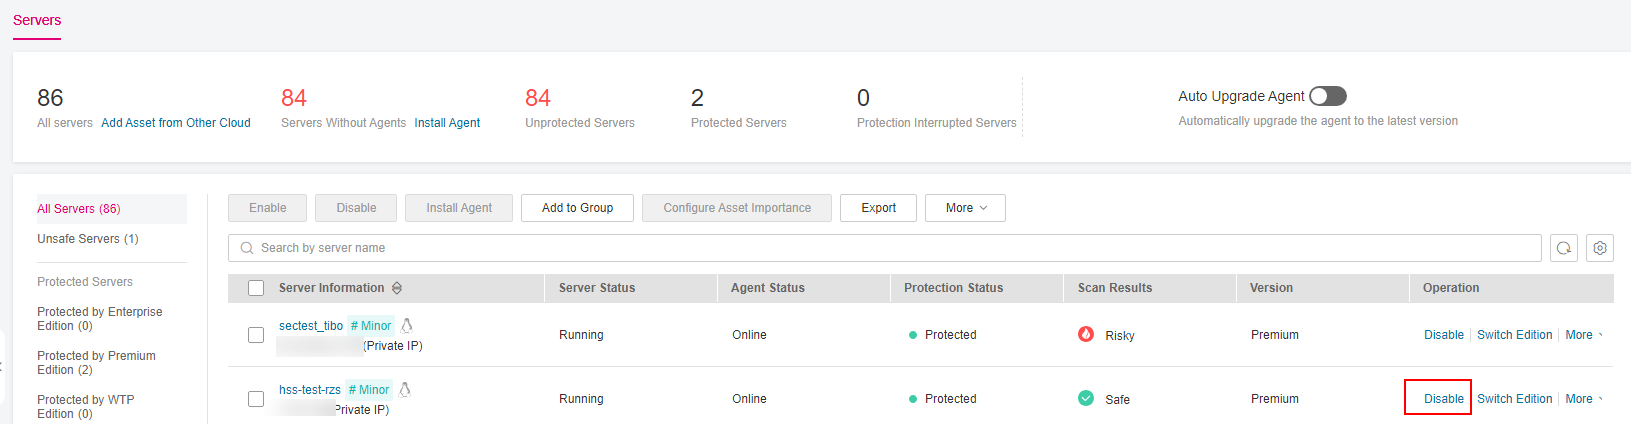 Servers
86 84 84 2 0
All servers Add Asset from Other Cloud Servers Without Agents Install Agent Unprotected Servers Protected Servers Protection Interrupted Servers
Auto Upgrade Agent
Automatically upgrade the agent to the latest version
All Servers (86)
Unsafe Servers (1)
Protected Servers
Protected by Enterprise
Edition (0)
Protected by Premium
Edition (2)
Protected by WTP
Edition (0)
Enable Disable Install Agent Add to Group Configure Asset Importance Export More
Search by server name
Server Information Server Status Agent Status Protection Status Scan Results Version Operation
sectest_tibo # Minor
(Private IP)
Running Online Protected Risky Premium Disable Switch Edition More
hss-test-rzs # Minor
Private IP)
Running Online Protected Safe Premium Disable Switch Edition More